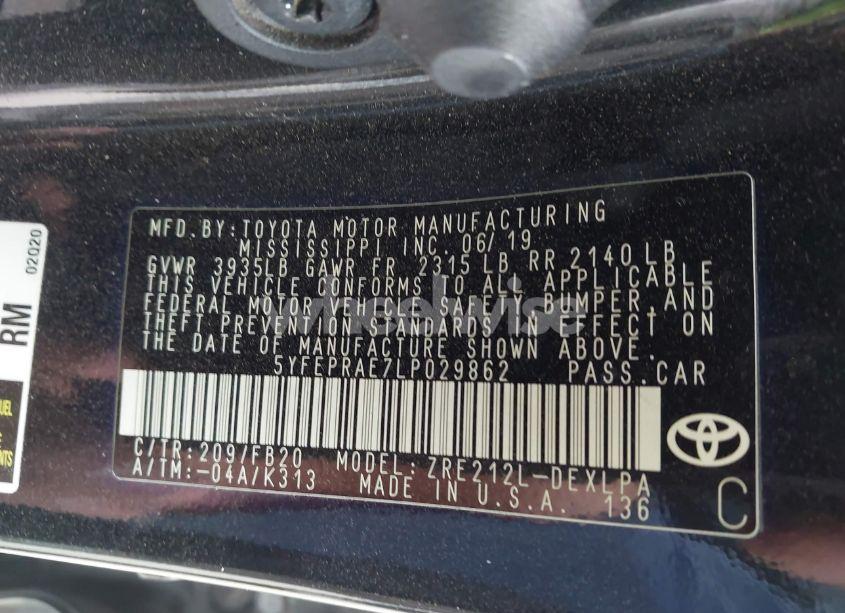 MFD.BY:TOYOTA MOTOR MANUFACTURING
MISSISSIPPI INC. 06/19
GVWR 3935LB GAWR FR 2315 LB RR 2140 LB
THIS VEHICLE CONFORMS TO ALL APPLICABLE
FEDERAL MOTOR VEHICLE SAFETY, BUMPER, AND
THEFT PREVENTION STANDARDS IN EFFECT ON
THE DATE OF MANUFACTURE SHOWN ABOVE.
5YFEPRAE7LP029862 PASS.CAR
C/TR:209/FB20 MODEL: ZRE212L-DEXLPA
A/TM:-04A/K313 MADE IN U.S.A. 136
C
RM
02020
wheelwise